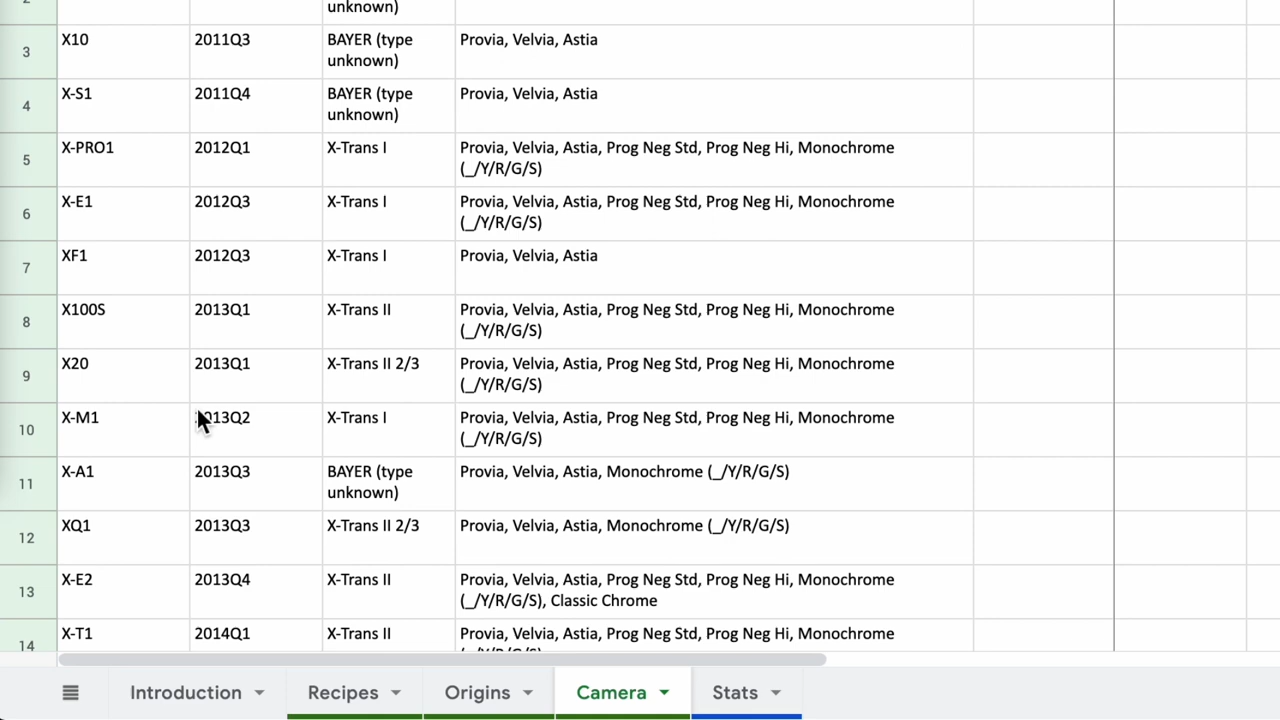 unknown)
3 X10 2011Q3 BAYER (type Provia, Velvia, Astia
unknown)
4 X-S1 2011Q4 BAYER (type Provia, Velvia, Astia
unknown)
5 X-PRO1 2012Q1 X-Trans I Provia, Velvia, Astia, Prog Neg Std, Prog Neg Hi, Monochrome
(_/Y/R/G/S)
6 X-E1 2012Q3 X-Trans I Provia, Velvia, Astia, Prog Neg Std, Prog Neg Hi, Monochrome
(_/Y/R/G/S)
7 XF1 2012Q3 X-Trans I Provia, Velvia, Astia
8 X100S 2013Q1 X-Trans II Provia, Velvia, Astia, Prog Neg Std, Prog Neg Hi, Monochrome
(_/Y/R/G/S)
9 X20 2013Q1 X-Trans II 2/3 Provia, Velvia, Astia, Prog Neg Std, Prog Neg Hi, Monochrome
(_/Y/R/G/S)
10 X-M1 2013Q2 X-Trans I Provia, Velvia, Astia, Prog Neg Std, Prog Neg Hi, Monochrome
(_/Y/R/G/S)
11 X-A1 2013Q3 BAYER (type Provia, Velvia, Astia, Monochrome (_/Y/R/G/S)
unknown)
12 XQ1 2013Q3 X-Trans II 2/3 Provia, Velvia, Astia, Monochrome (_/Y/R/G/S)
13 X-E2 2013Q4 X-Trans II Provia, Velvia, Astia, Prog Neg Std, Prog Neg Hi, Monochrome
(_/Y/R/G/S), Classic Chrome
14 X-T1 2014Q1 X-Trans II Provia, Velvia, Astia, Prog Neg Std, Prog Neg Hi, Monochrome
Introduction Recipes Origins Camera Stats